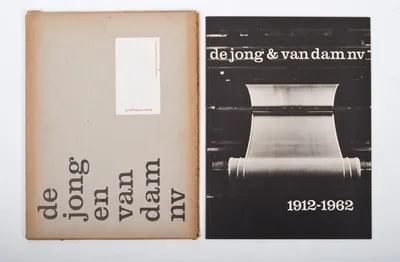 de
jong
en
van
dam
nv
de jong & van dam nv
1912-1962